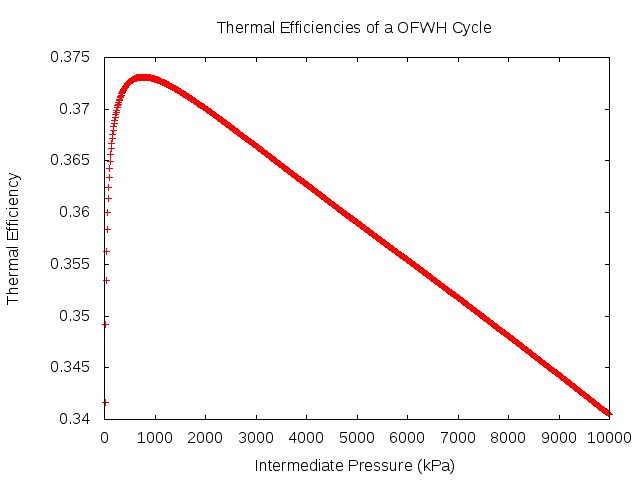 Thermal Efficiencies of a OFWH Cycle
0.375
0.37
0.365
0.36
0.355
0.35
0.345
0.34
Thermal Efficiency
0 1000 2000 3000 4000 5000 6000 7000 8000 9000 10000
Intermediate Pressure (kPa)